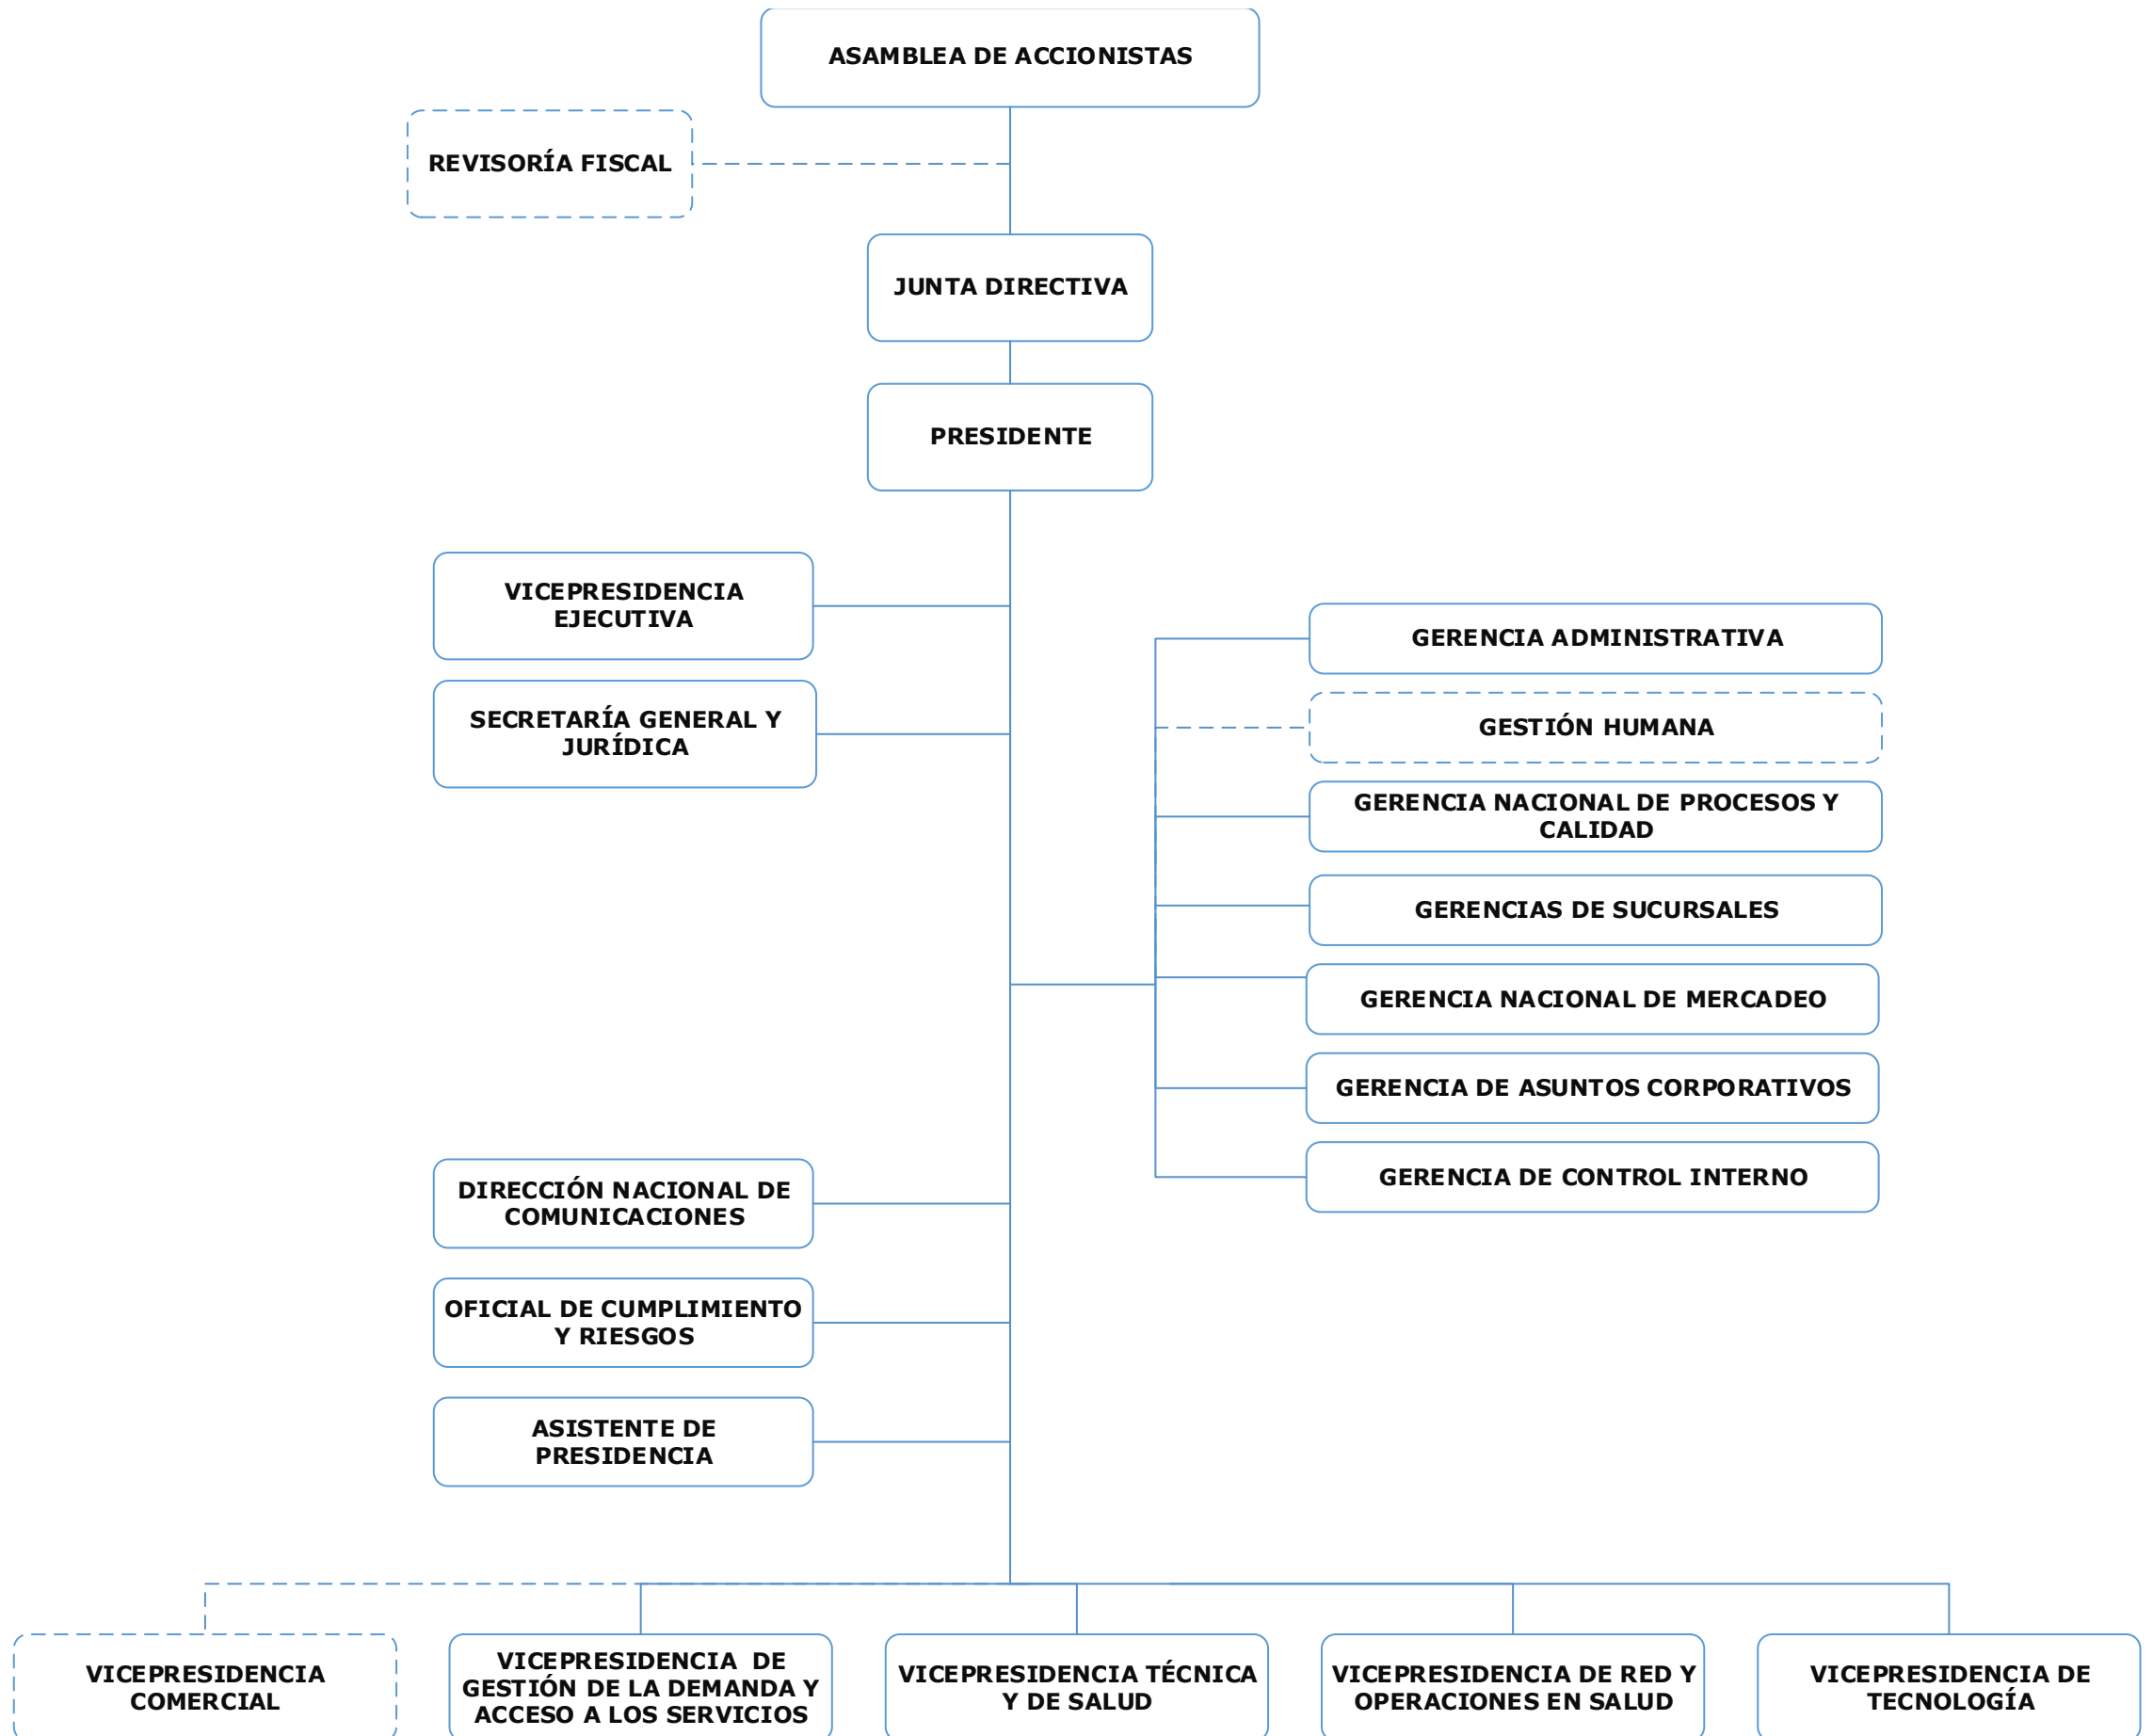 ASAMBLEA DE ACCIONISTAS
REVISORÍA FISCAL
JUNTA DIRECTIVA
PRESIDENTE
VICEPRESIDENCIA
EJECUTIVA
SECRETARÍA GENERAL Y
JURÍDICA
GERENCIA ADMINISTRATIVA
GESTIÓN HUMANA
GERENCIA NACIONAL DE PROCESOS Y
CALIDAD
GERENCIAS DE SUCURSALES
GERENCIA NACIONAL DE MERCADEO
GERENCIA DE ASUNTOS CORPORATIVOS
GERENCIA DE CONTROL INTERNO
DIRECCIÓN NACIONAL DE
COMUNICACIONES
OFICIAL DE CUMPLIMIENTO
Y RIESGOS
ASISTENTE DE
PRESIDENCIA
VICEPRESIDENCIA
COMERCIAL
VICEPRESIDENCIA DE
GESTIÓN DE LA DEMANDA Y
ACCESO A LOS SERVICIOS
VICEPRESIDENCIA TÉCNICA
Y DE SALUD
VICEPRESIDENCIA DE RED Y
OPERACIONES EN SALUD
VICEPRESIDENCIA DE
TECNOLOGÍA